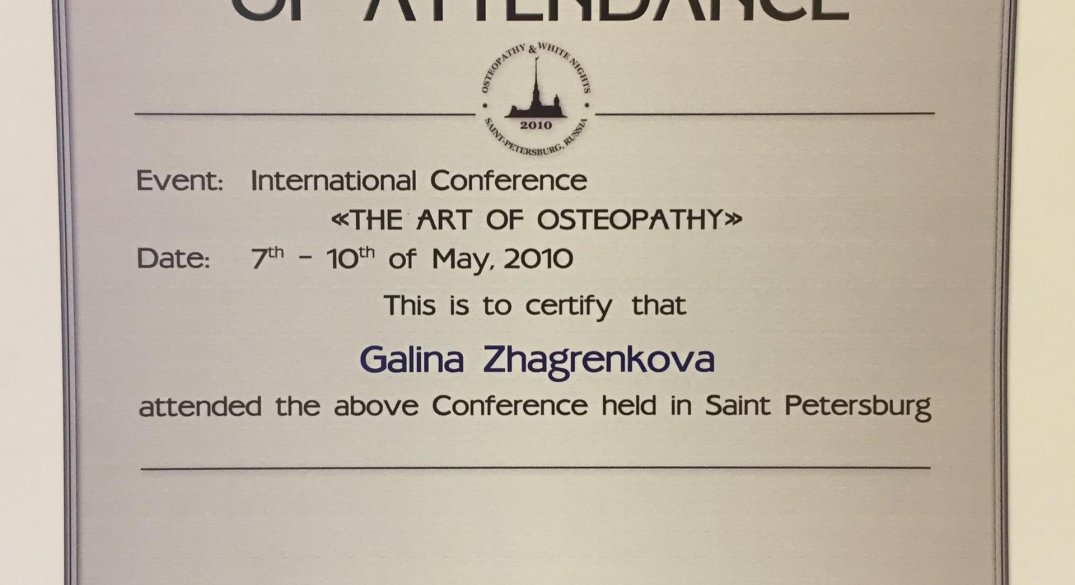 OF ATTENDANCE
OSTEOPATHY & WHITE NIGHTS
2010
SAINT-PETERSBURG, RUSSIA
Event: International Conference
«THE ART OF OSTEOPATHY»
Date: 7th – 10th of May, 2010
This is to certify that
Galina Zhagrenkova
attended the above Conference held in Saint Petersburg